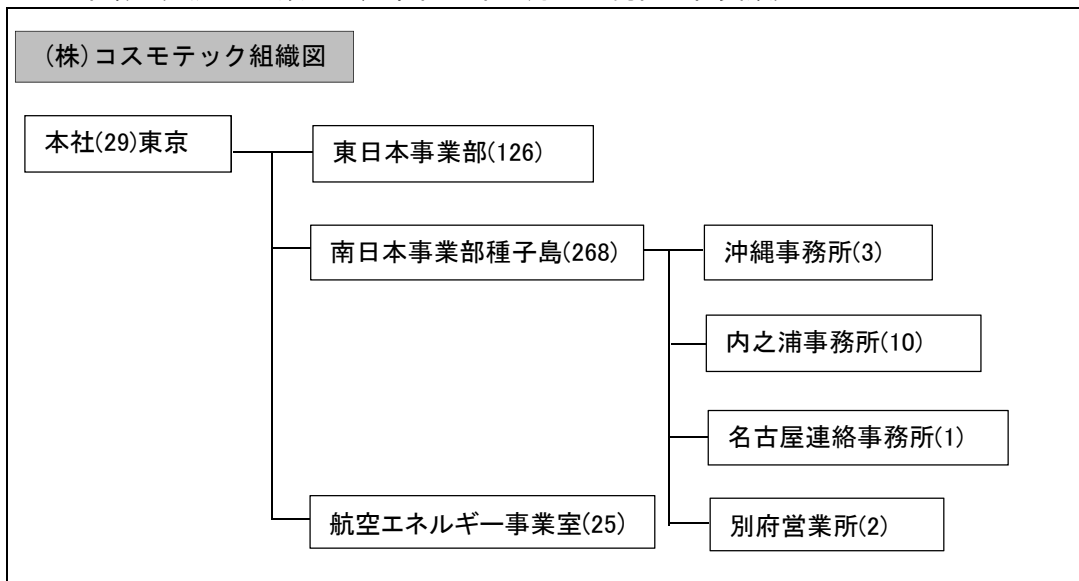 (株)コスモテック組織図
本社(29)東京
東日本事業部(126)
南日本事業部種子島(268)
沖縄事務所(3)
内之浦事務所(10)
名古屋連絡事務所(1)
航空エネルギー事業室(25)
別府営業所(2)